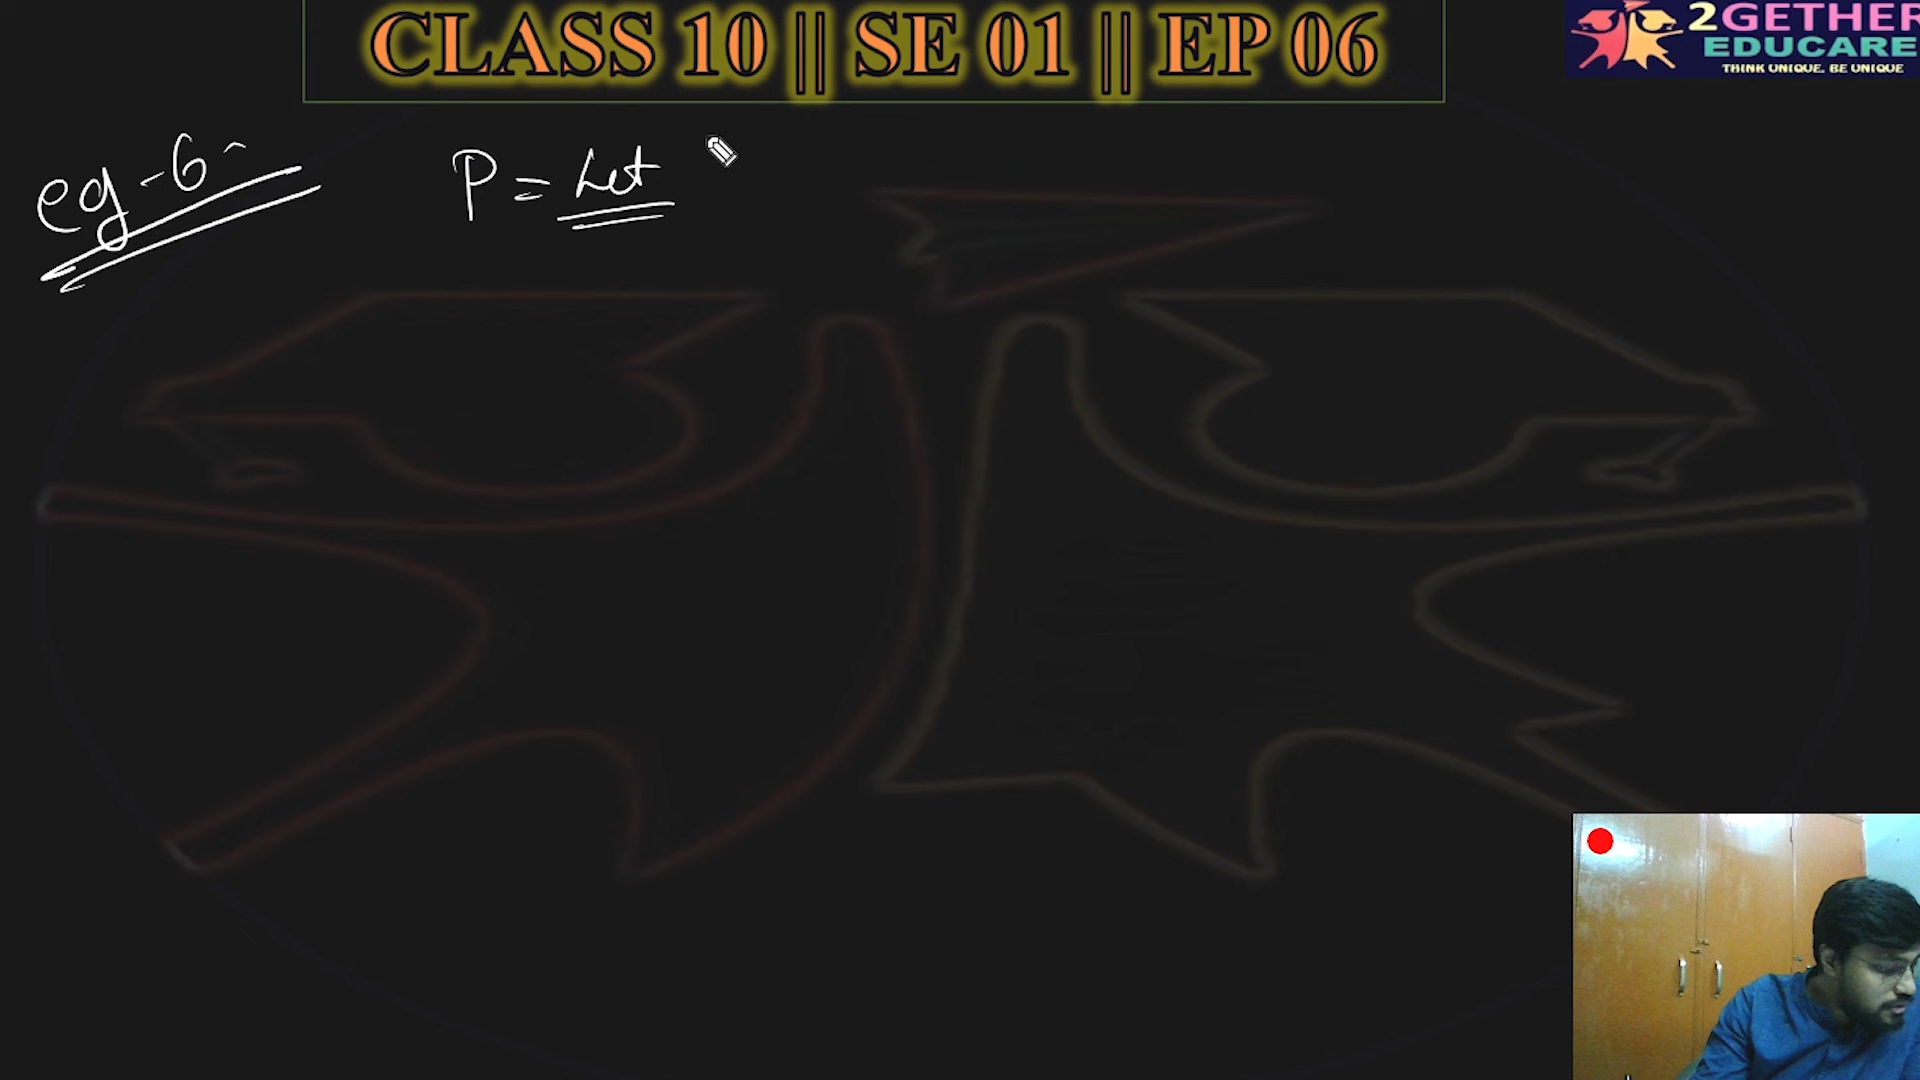 CLASS 10 || SE 01 || EP 06
2GETHER
EDUCARE
THINK UNIQUE. BE UNIQUE
eg-6-
P = Let